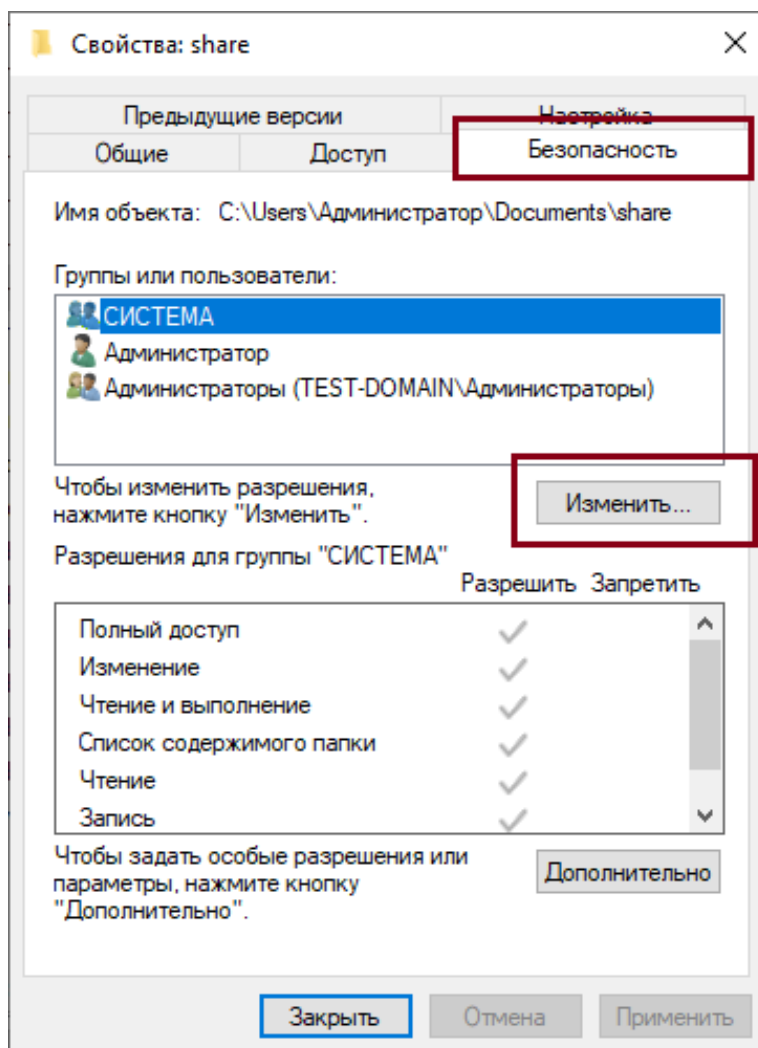 Свойства: share
Предыдущие версии
Настройка
Общие
Доступ
Безопасность
Имя объекта: C:\Users\Администратор\Documents\share
Группы или пользователи:
СИСТЕМА
Администратор
Администраторы (TEST-DOMAIN\Администраторы)
Чтобы изменить разрешения,
нажмите кнопку "Изменить".
Изменить...
Разрешения для группы "СИСТЕМА"
Разрешить Запретить
Полный доступ
Изменение
Чтение и выполнение
Список содержимого папки
Чтение
Запись
Чтобы задать особые разрешения или
параметры, нажмите кнопку
"Дополнительно".
Дополнительно
Закрыть
Отмена
Применить